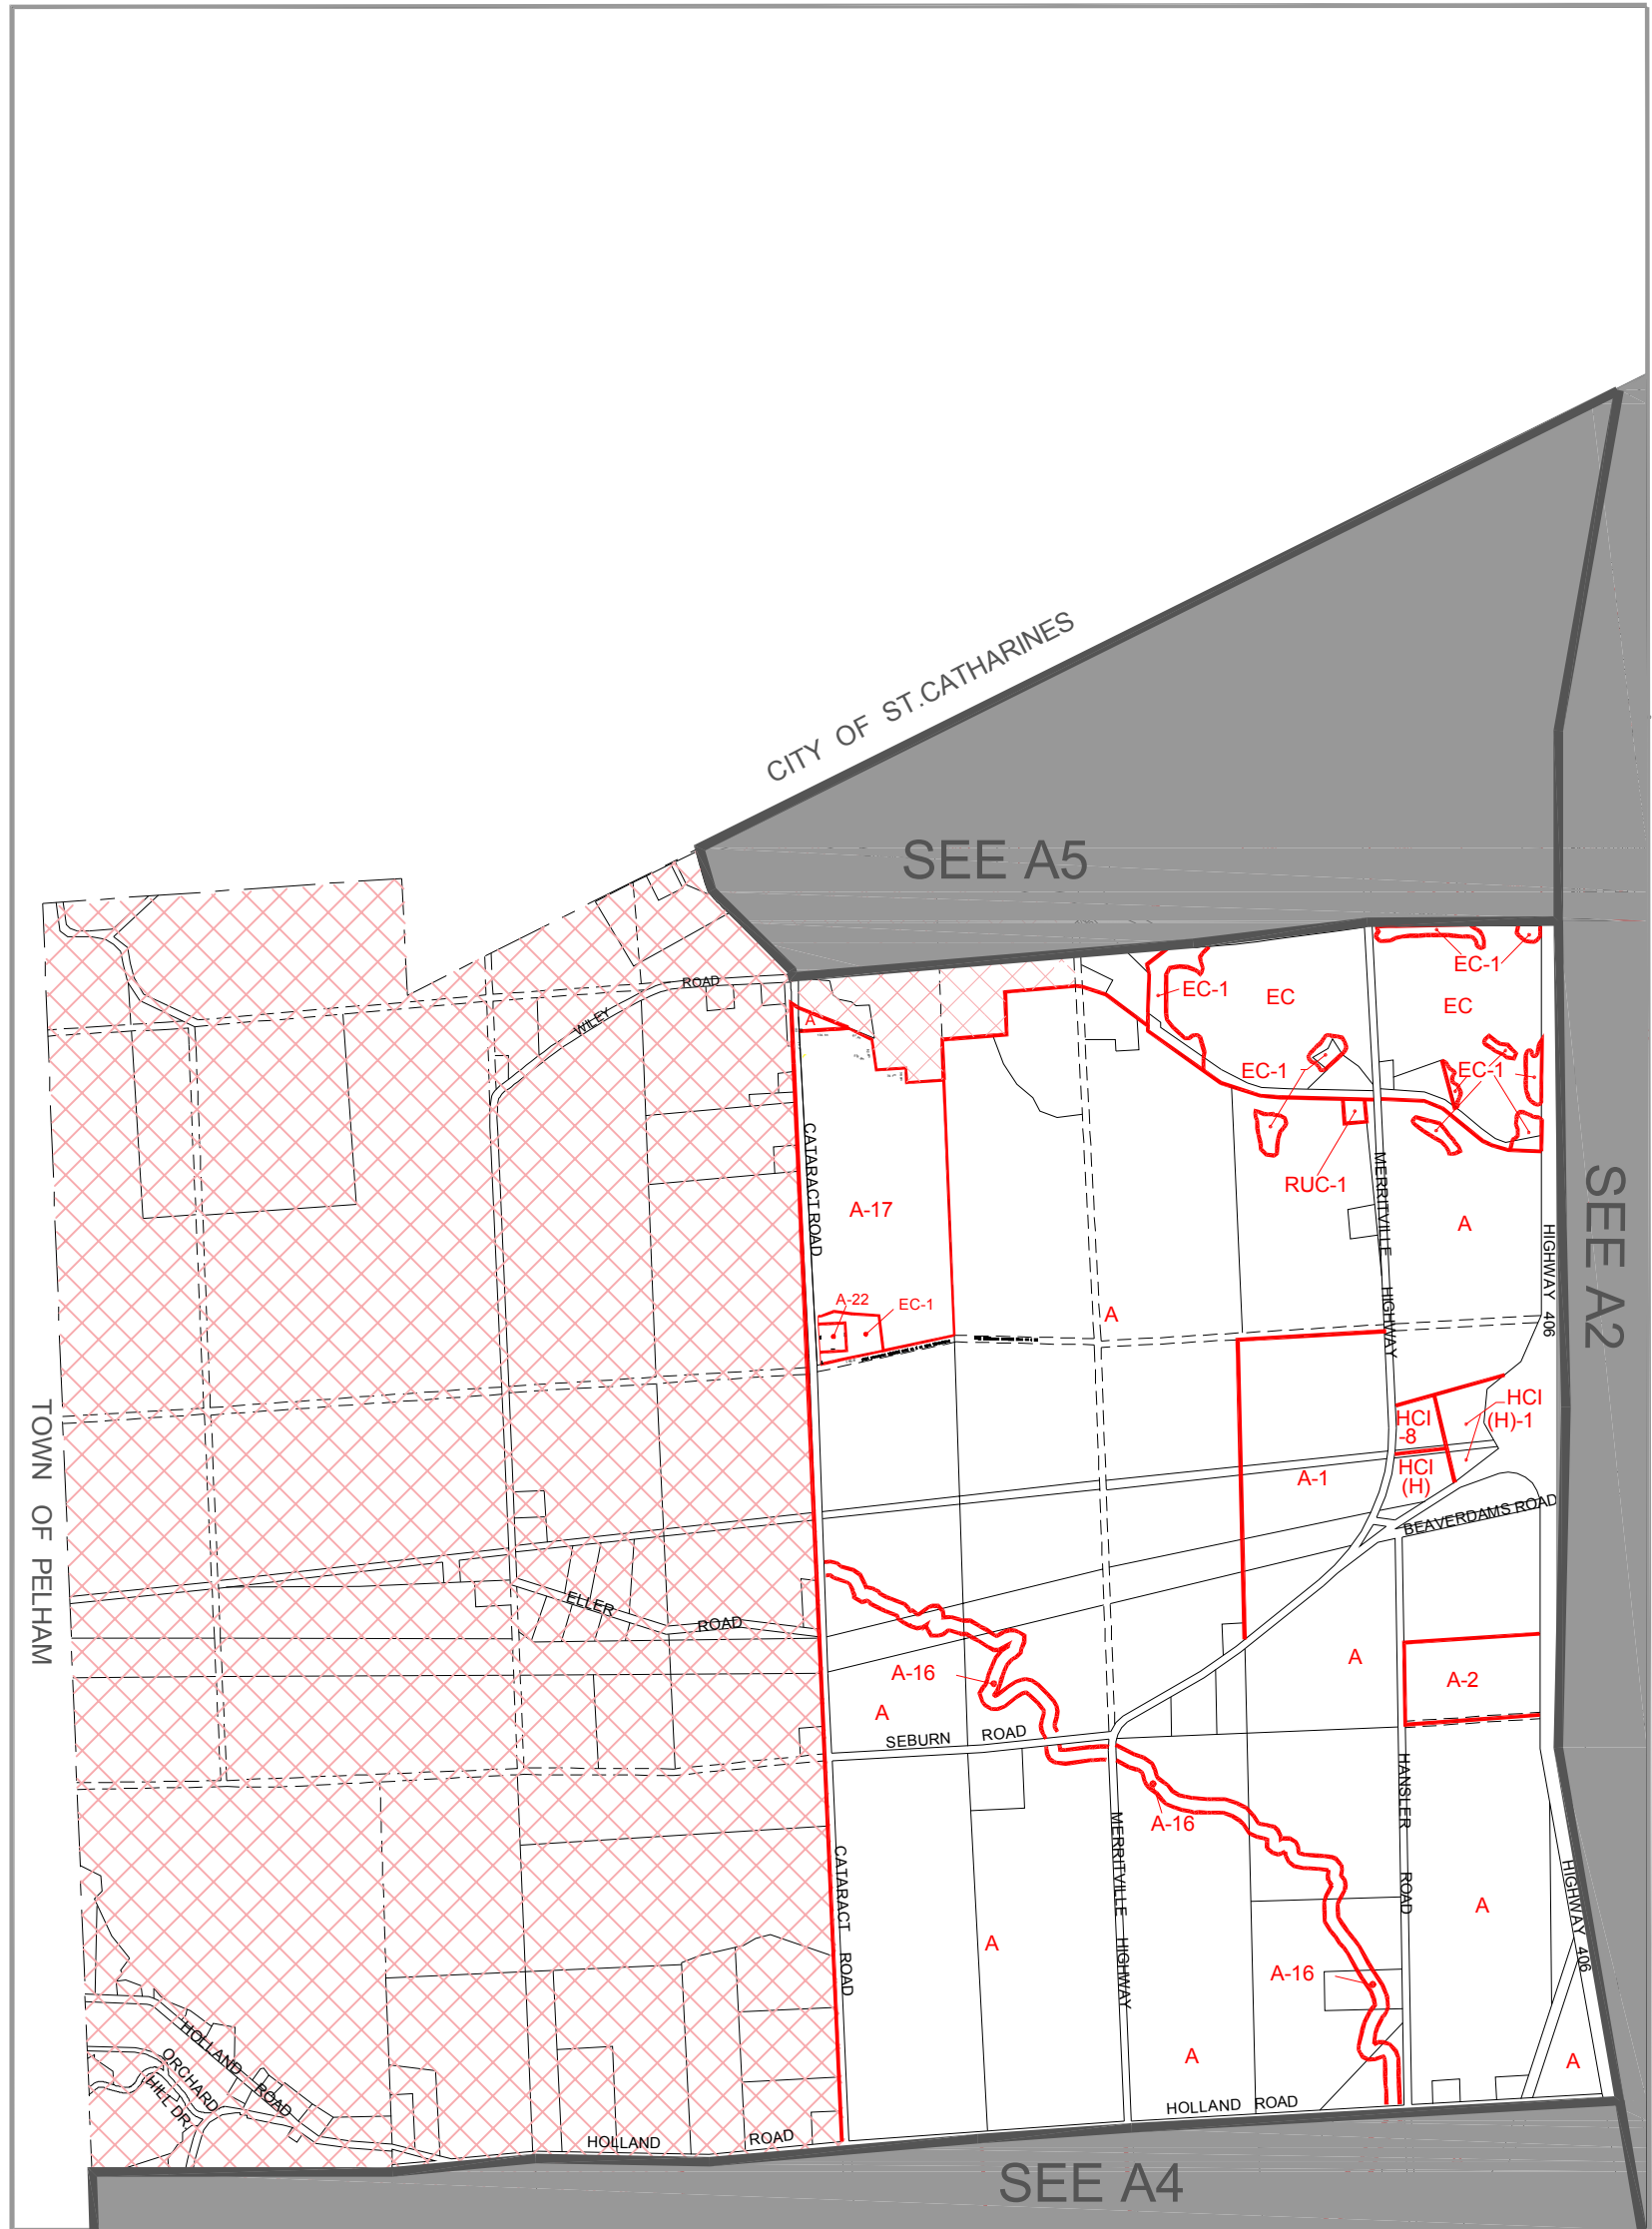 CITY OF ST.CATHARINES
SEE A5
ROAD
WILEY
A
EC-1
EC-1
EC
EC
EC-1
EC-1
RUC-1
CATARACT ROAD
A-17
MERRITVILLE HIGHWAY
A
HIGHWAY 406
SEE A2
A-22
EC-1
A
TOWN OF PELHAM
HCI
-8
HCI
(H)-1
HCI
(H)
A-1
BEAVERDAMS ROAD
ELLER ROAD
A-16
A
A
A-2
SEBURN ROAD
HANSLER ROAD
MERRITVILLE HIGHWAY
A-16
CATARACT ROAD
HIGHWAY 406
A
A
A-16
A
A
HOLLAND ROAD
ORCHARD
HILL DR
HOLLAND ROAD
HOLLAND ROAD
SEE A4